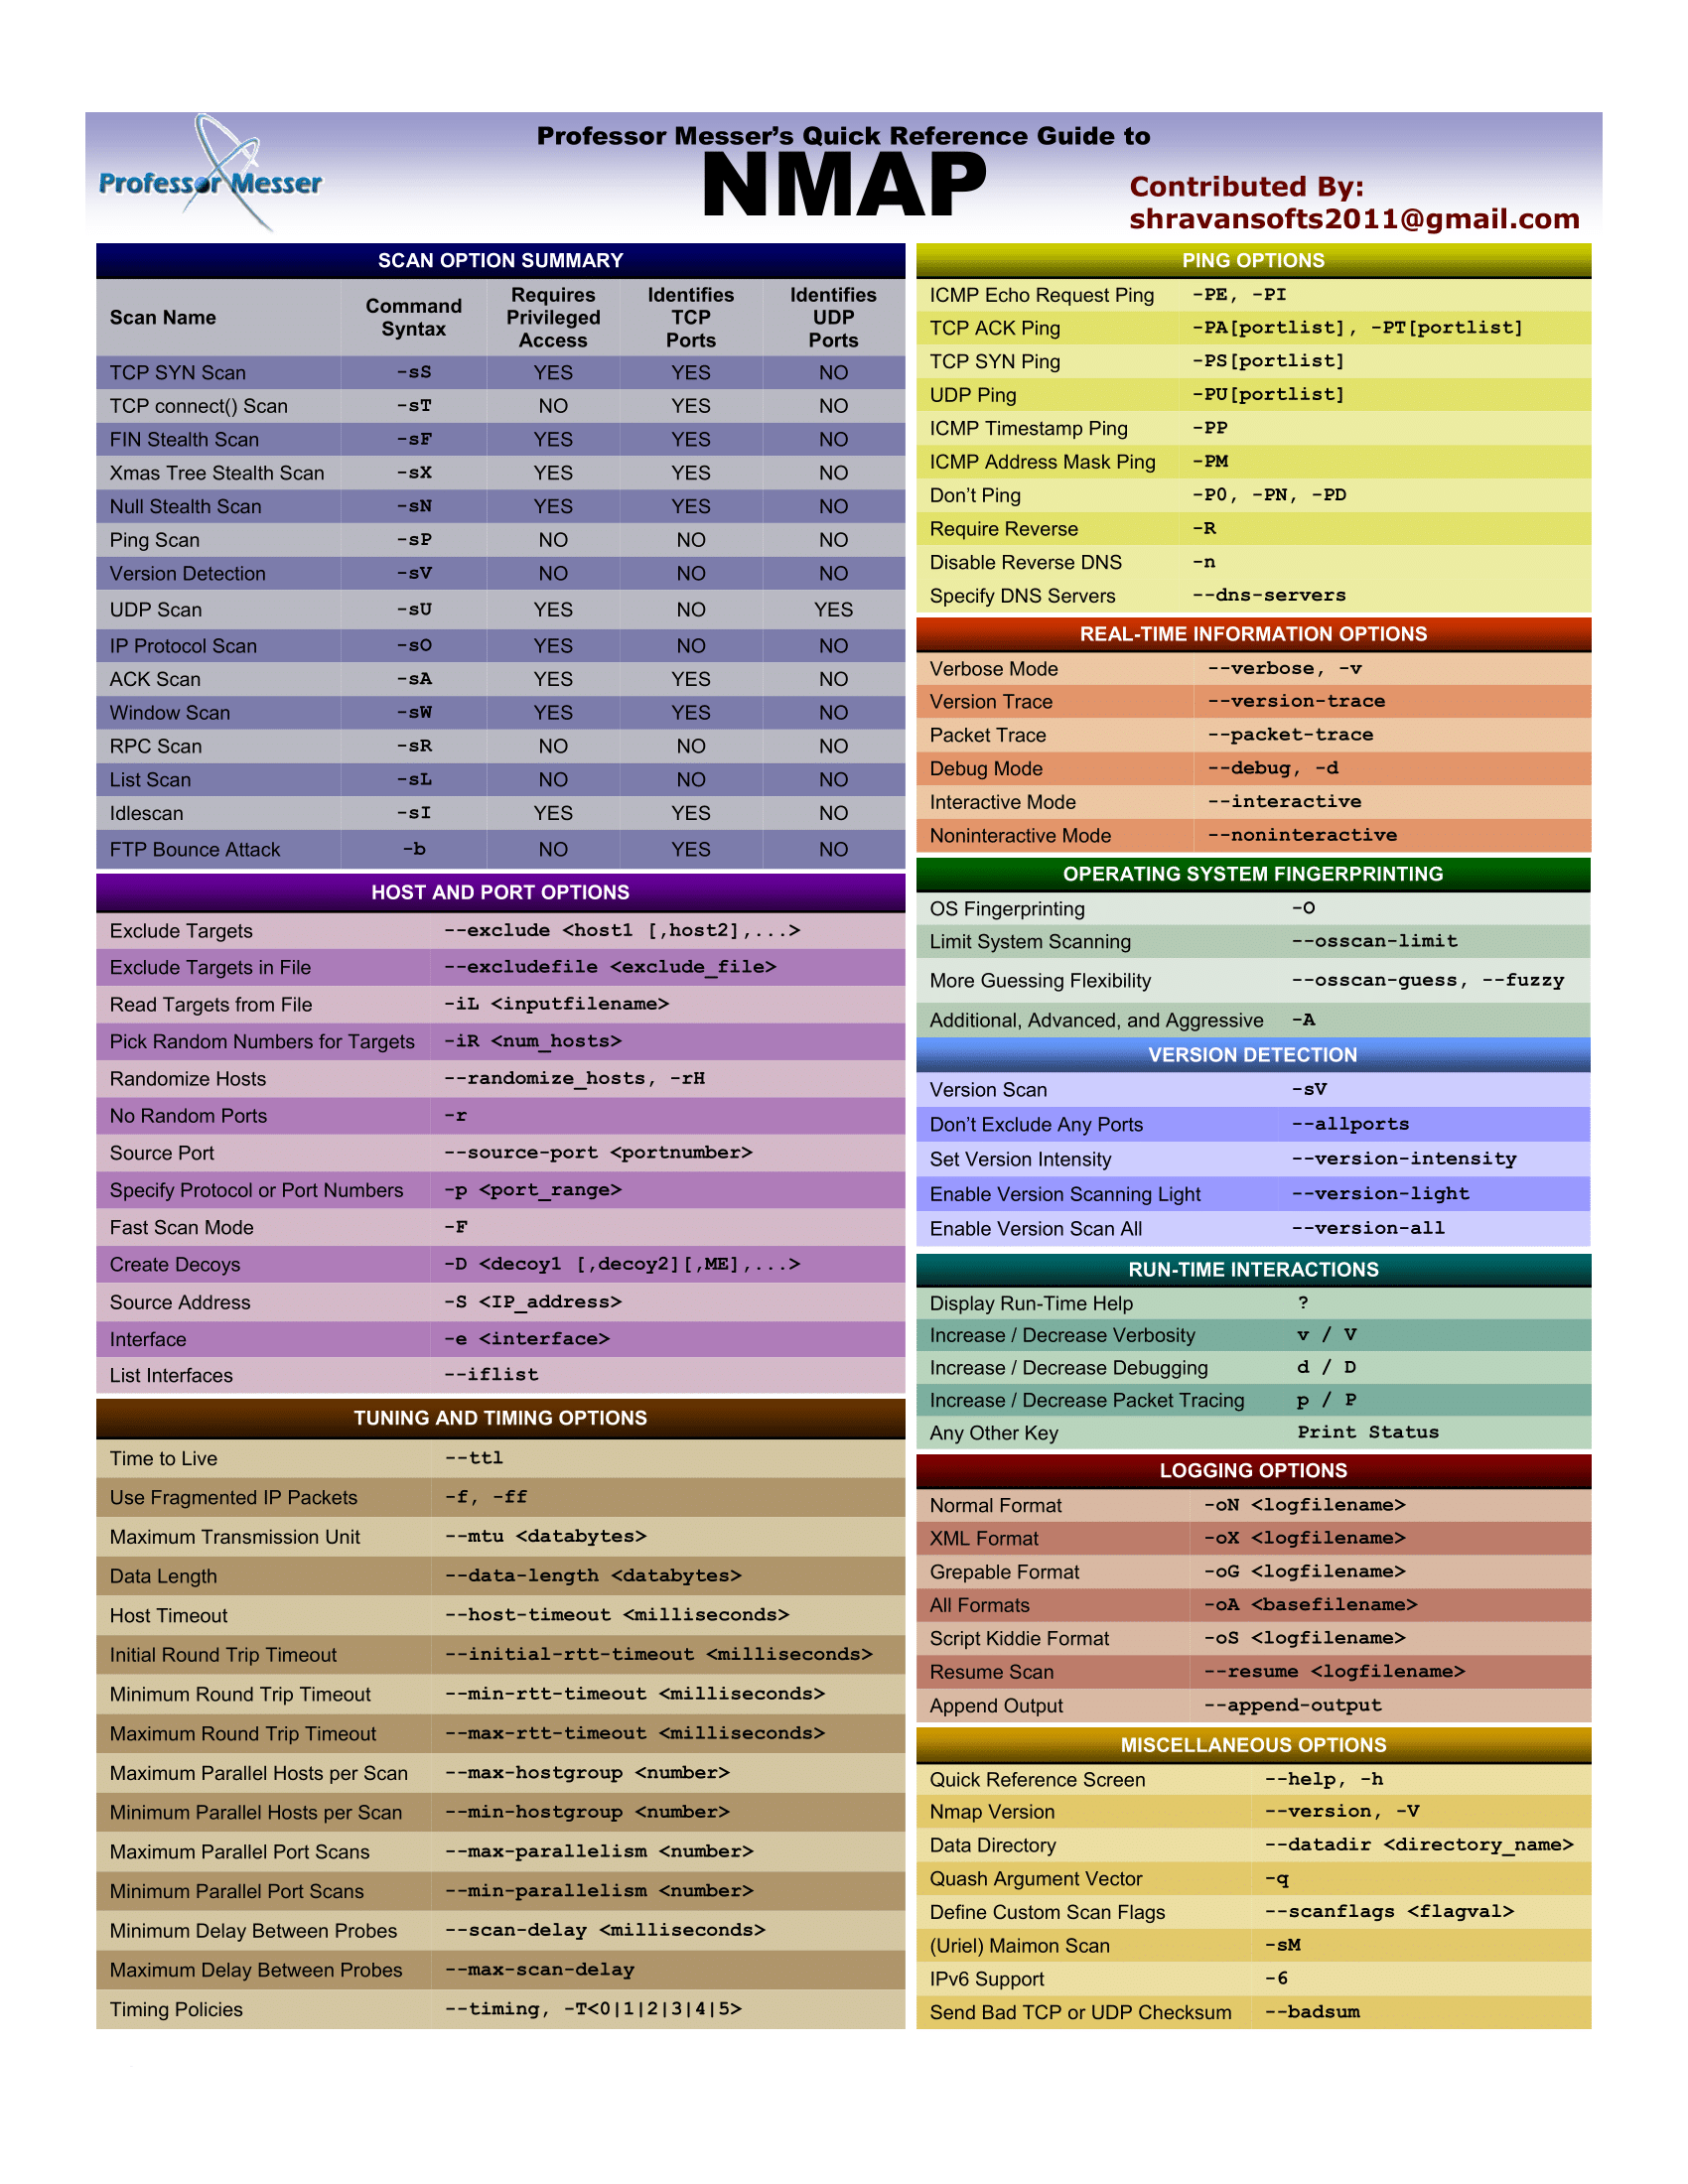 Professor Messer
Professor Messer's Quick Reference Guide to
NMAP
Contributed By:
shravansofts2011@gmail.com
SCAN OPTION SUMMARY
Scan Name Command Syntax Requires Privileged Access Identifies TCP Ports Identifies UDP Ports
TCP SYN Scan -sS YES YES NO
TCP connect() Scan -sT NO YES NO
FIN Stealth Scan -sF YES YES NO
Xmas Tree Stealth Scan -sX YES YES NO
Null Stealth Scan -sN YES YES NO
Ping Scan -sP NO NO NO
Version Detection -sV NO NO NO
UDP Scan -sU YES NO YES
IP Protocol Scan -sO YES NO NO
ACK Scan -sA YES YES NO
Window Scan -sW YES YES NO
RPC Scan -sR NO NO NO
List Scan -sL NO NO NO
Idlescan -sI YES YES NO
FTP Bounce Attack -b NO YES NO
HOST AND PORT OPTIONS
Exclude Targets --exclude <host1 [,host2],...>
Exclude Targets in File --excludefile <exclude_file>
Read Targets from File -iL <inputfilename>
Pick Random Numbers for Targets -iR <num_hosts>
Randomize Hosts --randomize_hosts, -rH
No Random Ports -r
Source Port --source-port <portnumber>
Specify Protocol or Port Numbers -p <port_range>
Fast Scan Mode -F
Create Decoys -D <decoy1 [,decoy2][,ME],...>
Source Address -S <IP_address>
Interface -e <interface>
List Interfaces --iflist
TUNING AND TIMING OPTIONS
Time to Live --ttl
Use Fragmented IP Packets -f, -ff
Maximum Transmission Unit --mtu <databytes>
Data Length --data-length <databytes>
Host Timeout --host-timeout <milliseconds>
Initial Round Trip Timeout --initial-rtt-timeout <milliseconds>
Minimum Round Trip Timeout --min-rtt-timeout <milliseconds>
Maximum Round Trip Timeout --max-rtt-timeout <milliseconds>
Maximum Parallel Hosts per Scan --max-hostgroup <number>
Minimum Parallel Hosts per Scan --min-hostgroup <number>
Maximum Parallel Port Scans --max-parallelism <number>
Minimum Parallel Port Scans --min-parallelism <number>
Minimum Delay Between Probes --scan-delay <milliseconds>
Maximum Delay Between Probes --max-scan-delay
Timing Policies --timing, -T<0|1|2|3|4|5>
PING OPTIONS
ICMP Echo Request Ping -PE, -PI
TCP ACK Ping -PA[portlist], -PT[portlist]
TCP SYN Ping -PS[portlist]
UDP Ping -PU[portlist]
ICMP Timestamp Ping -PP
ICMP Address Mask Ping -PM
Don't Ping -P0, -PN, -PD
Require Reverse -R
Disable Reverse DNS -n
Specify DNS Servers --dns-servers
REAL-TIME INFORMATION OPTIONS
Verbose Mode --verbose, -v
Version Trace --version-trace
Packet Trace --packet-trace
Debug Mode --debug, -d
Interactive Mode --interactive
Noninteractive Mode --noninteractive
OPERATING SYSTEM FINGERPRINTING
OS Fingerprinting -O
Limit System Scanning --osscan-limit
More Guessing Flexibility --osscan-guess, --fuzzy
Additional, Advanced, and Aggressive -A
VERSION DETECTION
Version Scan -sV
Don't Exclude Any Ports --allports
Set Version Intensity --version-intensity
Enable Version Scanning Light --version-light
Enable Version Scan All --version-all
RUN-TIME INTERACTIONS
Display Run-Time Help ?
Increase / Decrease Verbosity v / V
Increase / Decrease Debugging d / D
Increase / Decrease Packet Tracing p / P
Any Other Key Print Status
LOGGING OPTIONS
Normal Format -oN <logfilename>
XML Format -oX <logfilename>
Grepable Format -oG <logfilename>
All Formats -oA <basefilename>
Script Kiddie Format -oS <logfilename>
Resume Scan --resume <logfilename>
Append Output --append-output
MISCELLANEOUS OPTIONS
Quick Reference Screen --help, -h
Nmap Version --version, -V
Data Directory --datadir <directory_name>
Quash Argument Vector -q
Define Custom Scan Flags --scanflags <flagval>
(Uriel) Maimon Scan -sM
IPv6 Support -6
Send Bad TCP or UDP Checksum --badsum